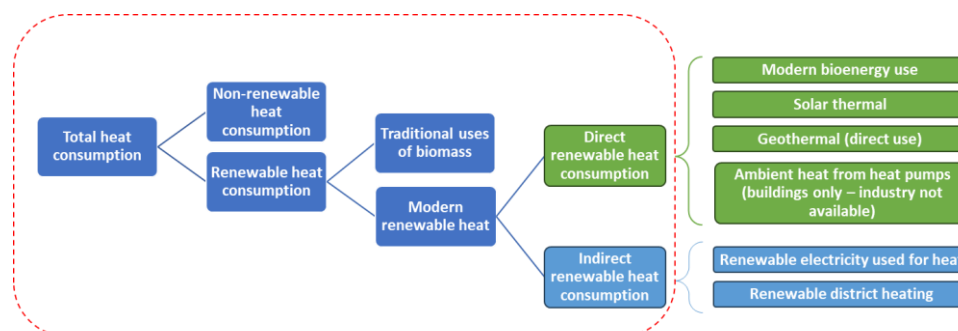 Total heat
consumption
Non-renewable
heat
consumption
Renewable heat
consumption
Traditional uses
of biomass
Modern
renewable heat
Direct
renewable heat
consumption
Indirect
renewable heat
consumption
Modern bioenergy use
Solar thermal
Geothermal (direct use)
Ambient heat from heat pumps
(buildings only – industry not
available)
Renewable electricity used for heat
Renewable district heating